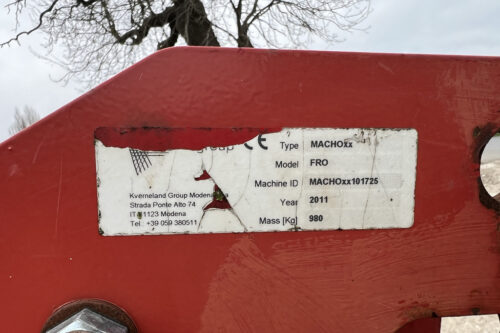 group CE Type MACHOxx
Model FRO
Machine ID MACHOxx101725
Year 2011
Mass [Kg] 980
Kverneland Group Modena
Strada Ponte Alto 74
Modena
Tel. +39 059 380511